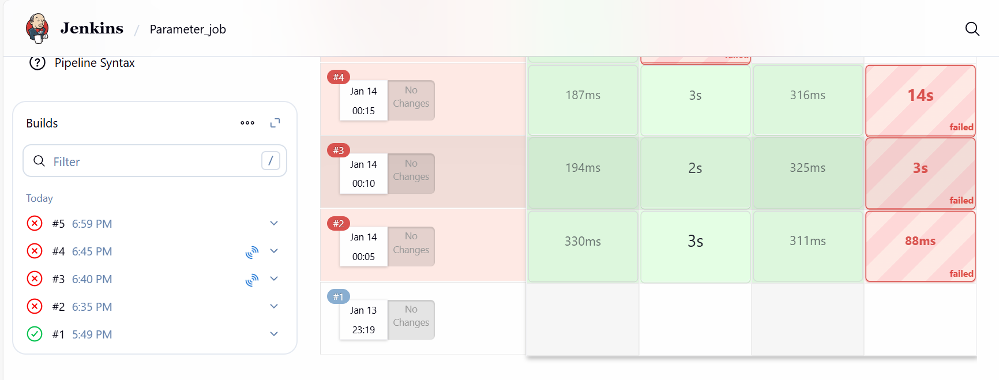 Jenkins / Parameter_job
Pipeline Syntax
Builds
Filter /
Today
#5 6:59 PM
#4 6:45 PM
#3 6:40 PM
#2 6:35 PM
#1 5:49 PM
failed
#4
Jan 14
00:15
No
Changes
187ms
3s
316ms
14s
failed
#3
Jan 14
00:10
No
Changes
194ms
2s
325ms
3s
failed
#2
Jan 14
00:05
No
Changes
330ms
3s
311ms
88ms
failed
#1
Jan 13
23:19
No
Changes